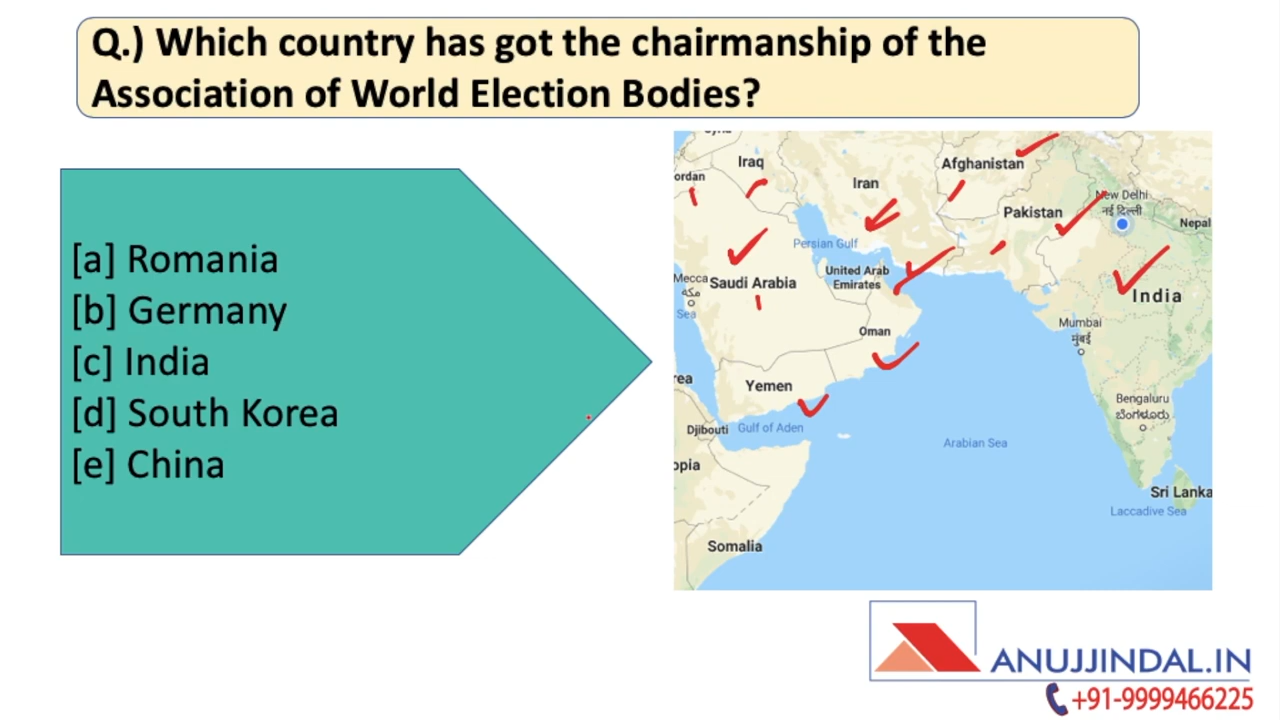 Q.) Which country has got the chairmanship of the
Association of World Election Bodies?
[a] Romania
[b] Germany
[c] India
[d] South Korea
[e] China
Iraq
Afghanistan
ordan
Iran
New Delhi
नई दिल्ली
Pakistan
Nepal
Persian Gulf
Mecca
مكة
Saudi Arabia
United Arab
Emirates
India
Sea
Mumbai
मुंबई
Oman
rea
Yemen
Bengaluru
ಬೆಂಗಳೂರು
Djibouti
Gulf of Aden
Arabian Sea
opia
Sri Lanka
Laccadive Sea
Somalia
ANUJJINDAL.IN
+91-9999466225